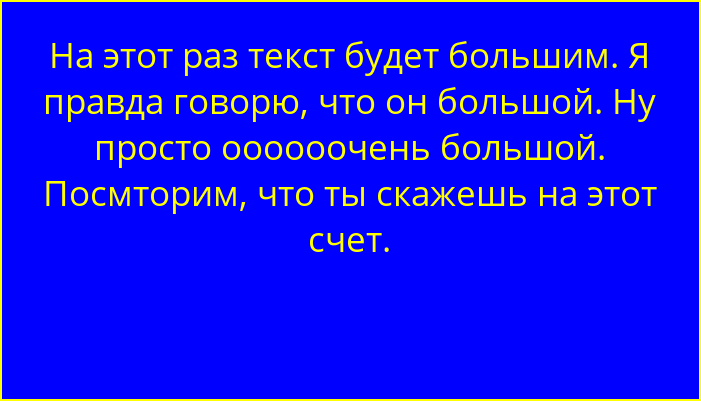 На этот раз текст будет большим. Я
правда говорю, что он большой. Ну
просто оооооочень большой.
Посмторим, что ты скажешь на этот
счет.